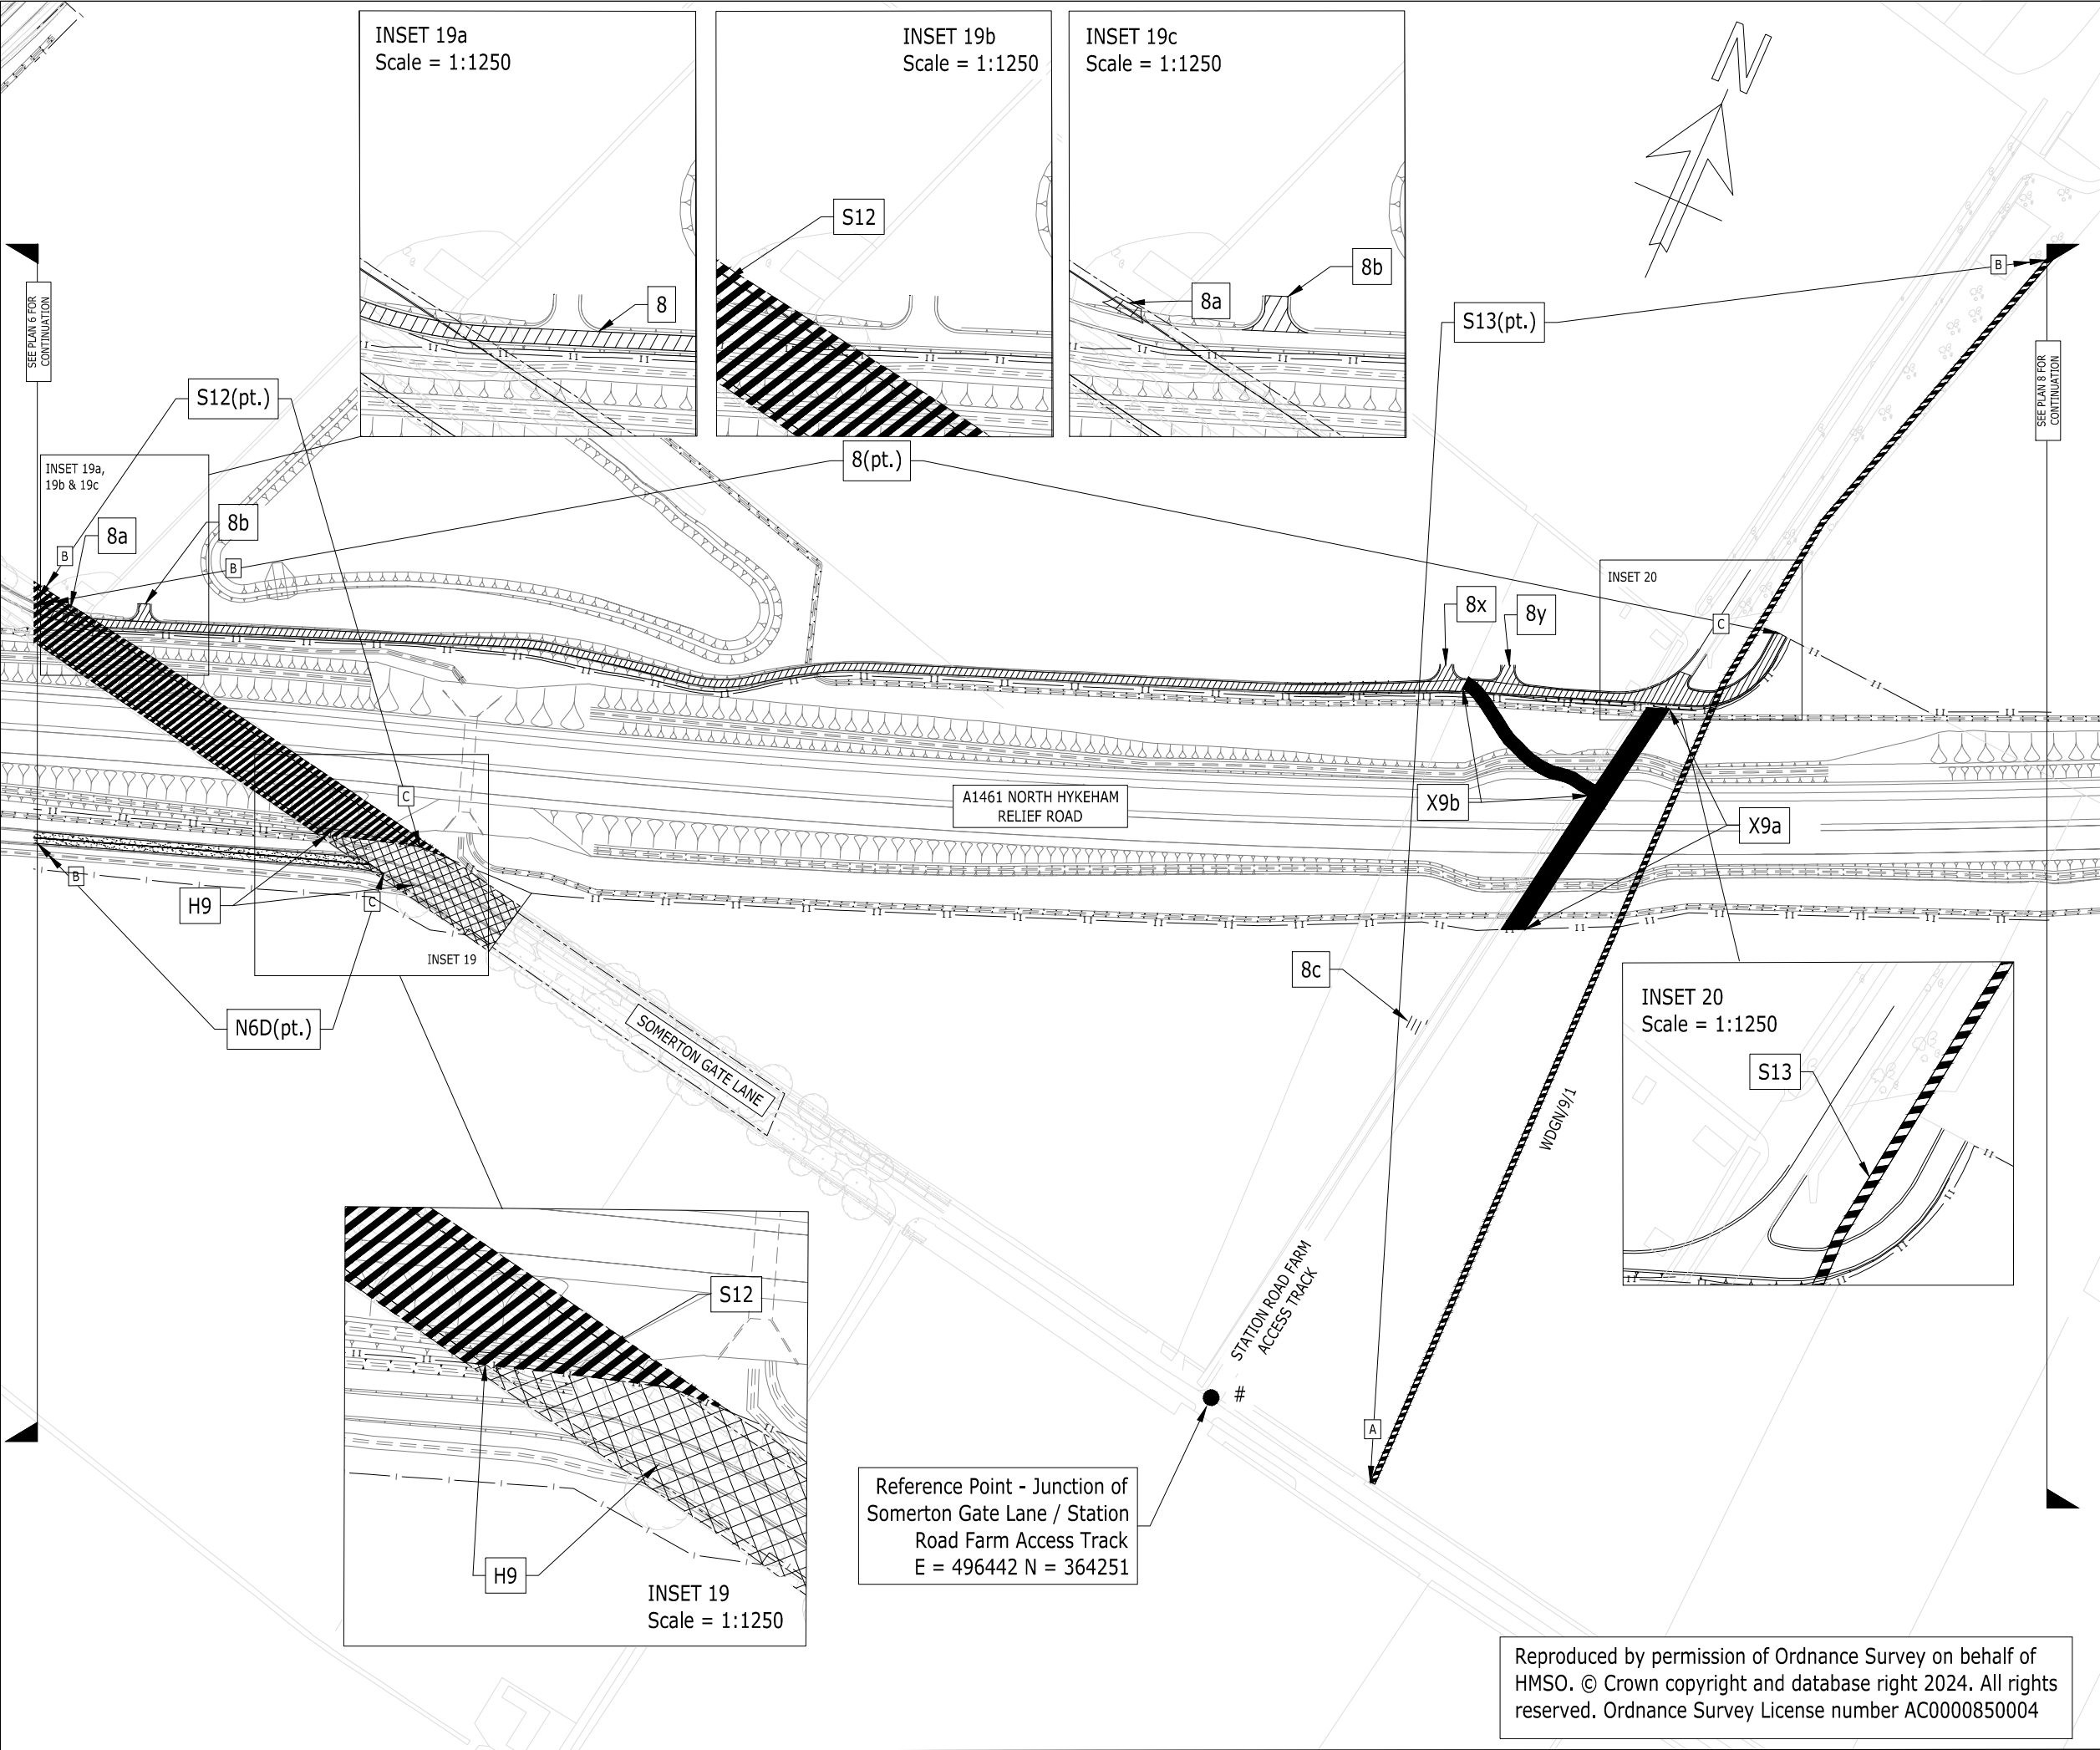 INSET 19a
Scale = 1:1250
INSET 19b
Scale = 1:1250
INSET 19c
Scale = 1:1250
N
S12
8
8a
8b
S13(pt.)
B
SEE PLAN 6 FOR
CONTINUATION
SEE PLAN 8 FOR
CONTINUATION
S12(pt.)
8(pt.)
INSET 19a,
19b & 19c
8a
8b
B
B
INSET 20
8x
8y
C
A1461 NORTH HYKEHAM
RELIEF ROAD
X9b
X9a
C
B
H9
C
INSET 19
N6D(pt.)
8c
SOMERTON GATE LANE
WDGN/9/1
INSET 20
Scale = 1:1250
S13
STATION ROAD FARM
ACCESS TRACK
S12
H9
INSET 19
Scale = 1:1250
#
A
Reference Point - Junction of
Somerton Gate Lane / Station
Road Farm Access Track
E = 496442 N = 364251
Reproduced by permission of Ordnance Survey on behalf of
HMSO. © Crown copyright and database right 2024. All rights
reserved. Ordnance Survey License number AC0000850004